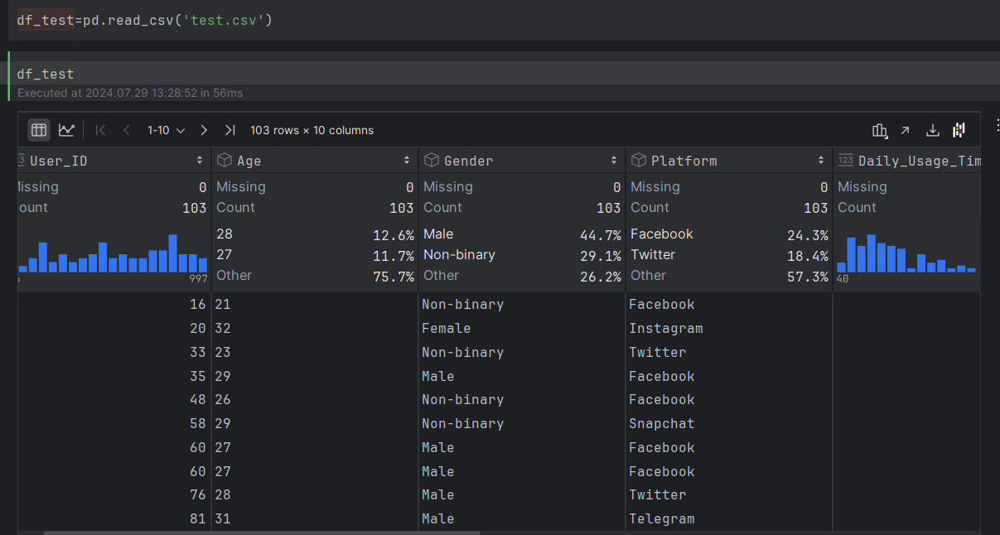 df_test=pd.read_csv('test.csv')
df_test
Executed at 2024.07.29 13:28:52 in 56ms
1-10 103 rows × 10 columns
User_ID Age Gender Platform 123 Daily_Usage_Tim
Missing 0 Missing 0 Missing 0 Missing 0 Missing
ount 103 Count 103 Count 103 Count 103 Count
28 12.6% Male 44.7% Facebook 24.3%
27 11.7% Non-binary 29.1% Twitter 18.4%
Other 75.7% Other 26.2% Other 57.3%
997 40
16 21 Non-binary Facebook
20 32 Female Instagram
33 23 Non-binary Twitter
35 29 Male Facebook
48 26 Non-binary Facebook
58 29 Non-binary Snapchat
60 27 Male Facebook
60 27 Male Facebook
76 28 Male Twitter
81 31 Male Telegram